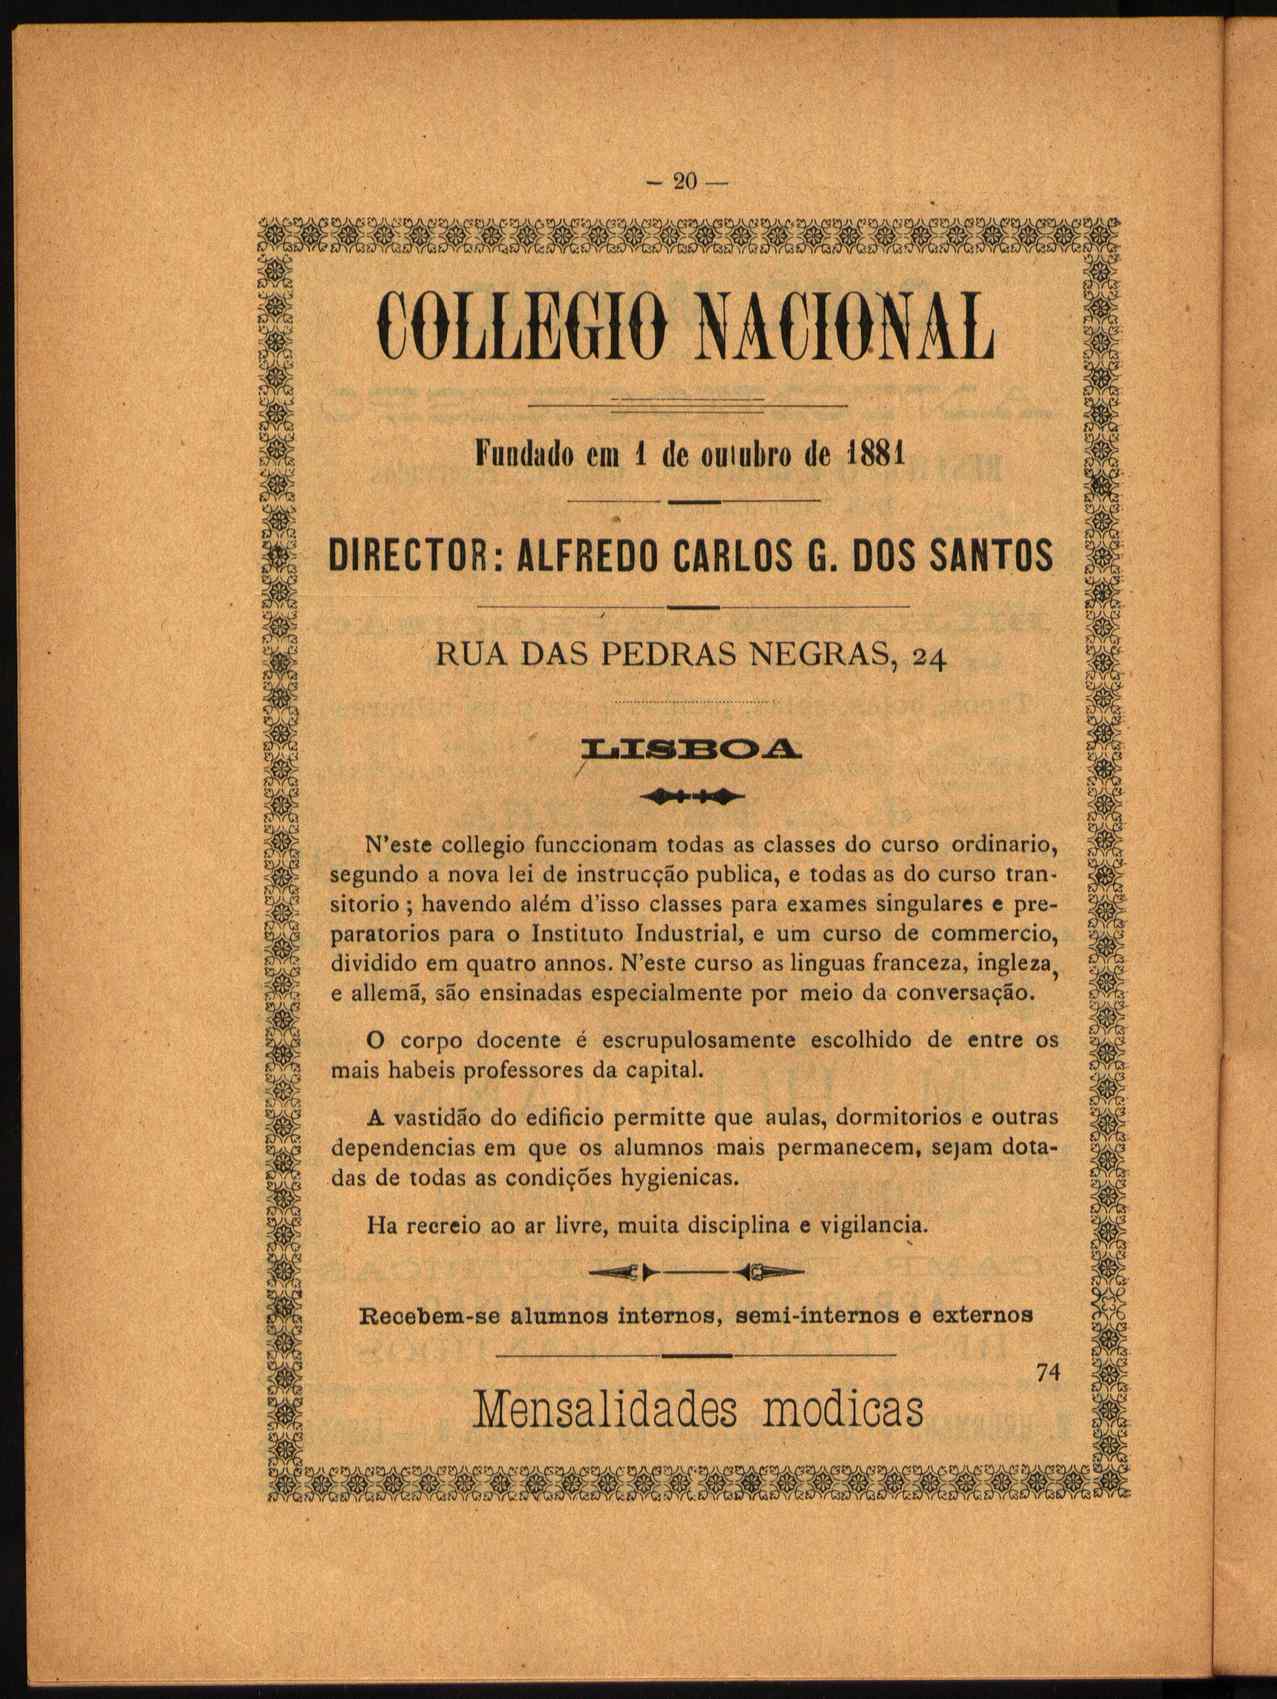 — 20 —
COLLEGIO NACIONAL
Fundado em 1 de outubro de 1881
DIRECTOR: ALFREDO CARLOS G. DOS SANTOS
RUA DAS PEDRAS NEGRAS, 24
LISBOA
N'este collegio funccionam todas as classes do curso ordinario,
segundo a nova lei de instrucção publica, e todas as do curso tran-
sitorio; havendo além d'isso classes para exames singulares e pre-
paratorios para o Instituto Industrial, e um curso de commercio,
dividido em quatro annos. N'este curso as linguas franceza, ingleza,
e allemã, são ensinadas especialmente por meio da conversação.
O corpo docente é escrupulosamente escolhido de entre os
mais habeis professores da capital.
A vastidão do edificio permitte que aulas, dormitorios e outras
dependencias em que os alumnos mais permanecem, sejam dota-
das de todas as condições hygienicas.
Ha recreio ao ar livre, muita disciplina e vigilancia.
Recebem-se alumnos internos, semi-internos e externos
74
Mensalidades modicas